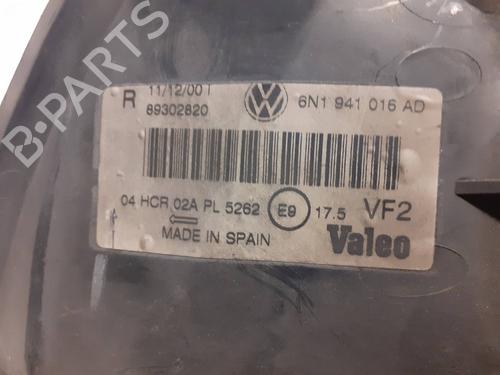 B-PARTS
R 11/12/00 1 6N1 941 016 AD
89302820
04 HCR 02A PL 5262 E9 17.5 VF2
MADE IN SPAIN Valeo